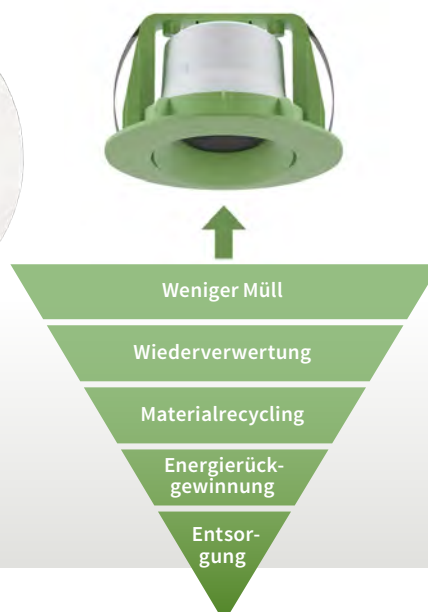 Weniger Müll
Wiederverwertung
Materialrecycling
Energierück-
gewinnung
Entsor-
gung